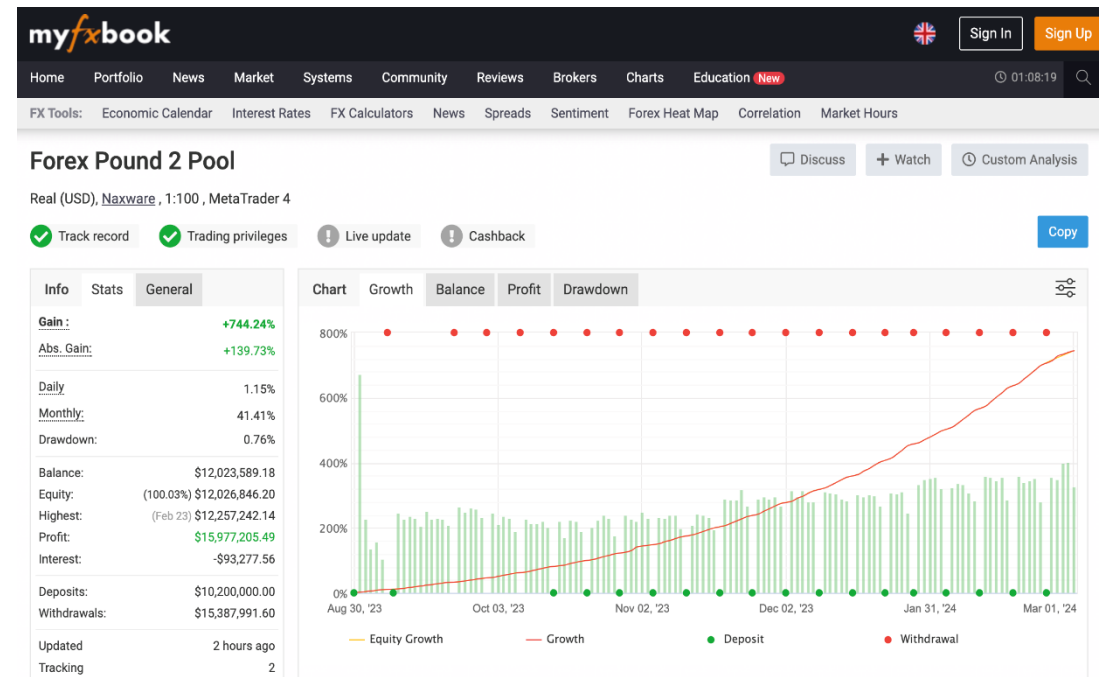 myfxbook
Sign In
Sign Up
Home Portfolio News Market Systems Community Reviews Brokers Charts Education New 01:08:19
FX Tools: Economic Calendar Interest Rates FX Calculators News Spreads Sentiment Forex Heat Map Correlation Market Hours
Forex Pound 2 Pool
Discuss Watch Custom Analysis
Real (USD), Naxware , 1:100 , MetaTrader 4
Track record Trading privileges Live update Cashback
Copy
Info Stats General
Gain : +744.24%
Abs. Gain: +139.73%
Daily 1.15%
Monthly: 41.41%
Drawdown: 0.76%
Balance: $12,023,589.18
Equity: (100.03%) $12,026,846.20
Highest: (Feb 23) $12,257,242.14
Profit: $15,977,205.49
Interest: -$93,277.56
Deposits: $10,200,000.00
Withdrawals: $15,387,991.60
Updated 2 hours ago
Tracking 2
Chart Growth Balance Profit Drawdown
800%
600%
400%
200%
0%
Aug 30, '23 Oct 03, '23 Nov 02, '23 Dec 02, '23 Jan 31, '24 Mar 01, '24
Equity Growth Growth Deposit Withdrawal